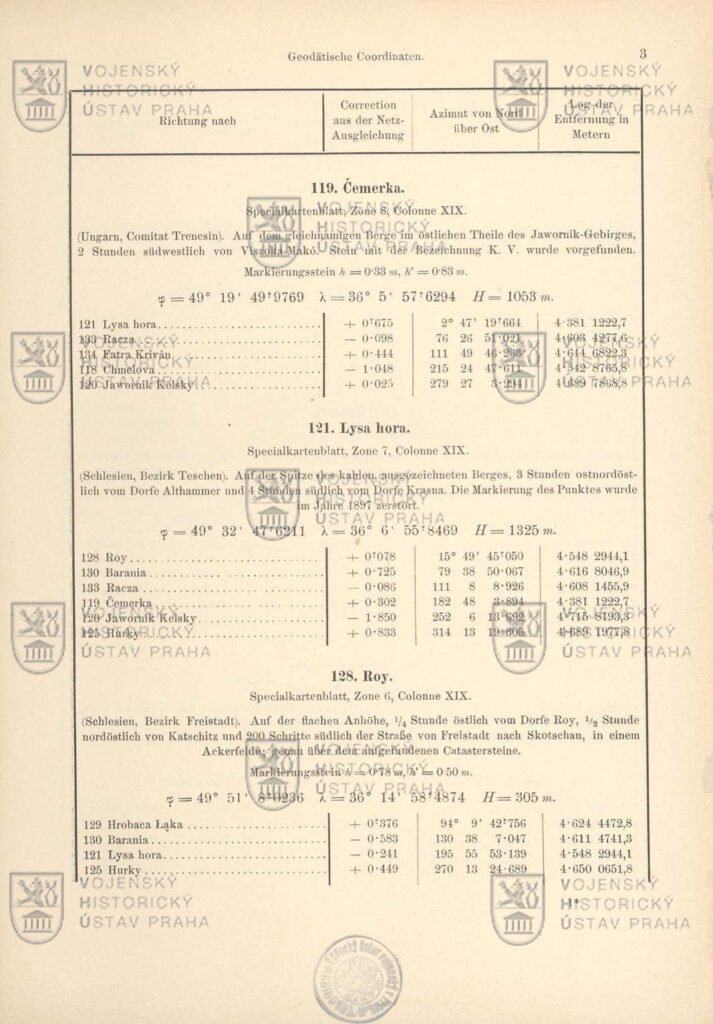 Geodätische Coordinaten.
3
Richtung nach
Correction
aus der Netz-
Ausgleichung
Azimut von Nord
über Ost
Log der
Entfernung in
Metern
119. Čemerka.
Specialkartenblatt, Zone 8, Colonne XIX.
(Ungarn, Comitat Trencsin). Auf dem gleichnamigen Berge im östlichen Theile des Jawornik-Gebirges,
2 Stunden südwestlich von Viszoka-Makó. Stein mit der Bezeichnung K. V. wurde vorgefunden.
Markierungsstein h = 0·33 m, h' = 0·83 m.
φ = 49° 19' 49"9769 λ = 36° 5' 57"6294 H = 1053 m.
121 Lysa hora + 0"675 2° 47' 19"664 4·381 1222,7
133 Racza − 0·098 76 26 51·021 4·603 4277,6
134 Fatra Kriván + 0·444 111 49 46·266 4·644 6822,3
118 Chmelova − 1·048 215 24 47·611 4·542 8765,8
120 Jawornik Kelsky + 0·025 279 27 3·294 4·389 7868,8
121. Lysa hora.
Specialkartenblatt, Zone 7, Colonne XIX.
(Schlesien, Bezirk Teschen). Auf der Spitze des kahlen, ausgezeichneten Berges, 3 Stunden ostnordöst-
lich vom Dorfe Althammer und 4 Stunden südlich vom Dorfe Krasna. Die Markierung des Punktes wurde
im Jahre 1897 zerstört.
φ = 49° 32' 47"6211 λ = 36° 6' 55"8469 H = 1325 m.
128 Roy + 0"078 15° 49' 45"050 4·548 2944,1
130 Barania + 0·725 79 38 50·067 4·616 8046,9
133 Racza − 0·086 111 8 8·926 4·608 1455,9
119 Čemerka + 0·302 182 48 3·894 4·381 1222,7
120 Jawornik Kelsky − 1·850 252 6 13·692 4·715 8193,3
125 Hurky + 0·833 314 13 19·805 4·689 1977,8
128. Roy.
Specialkartenblatt, Zone 6, Colonne XIX.
(Schlesien, Bezirk Freistadt). Auf der flachen Anhöhe, 1/4 Stunde östlich vom Dorfe Roy, 1/2 Stunde
nordöstlich von Katschitz und 200 Schritte südlich der Straße von Freistadt nach Skotschau, in einem
Ackerfelde; genau über dem aufgefundenen Catastersteine.
Markierungsstein h = 0·78 m, h' = 0·50 m.
φ = 49° 51' 8"0236 λ = 36° 14' 58"4874 H = 305 m.
129 Hrobaca Łąka + 0"376 94° 9' 42"756 4·624 4472,8
130 Barania − 0·583 130 38 7·047 4·611 4741,3
121 Lysa hora − 0·241 195 55 53·139 4·548 2944,1
125 Hurky + 0·449 270 13 24·689 4·650 0651,8
1*
VOJENSKÝ
HISTORICKÝ
ÚSTAV PRAHA